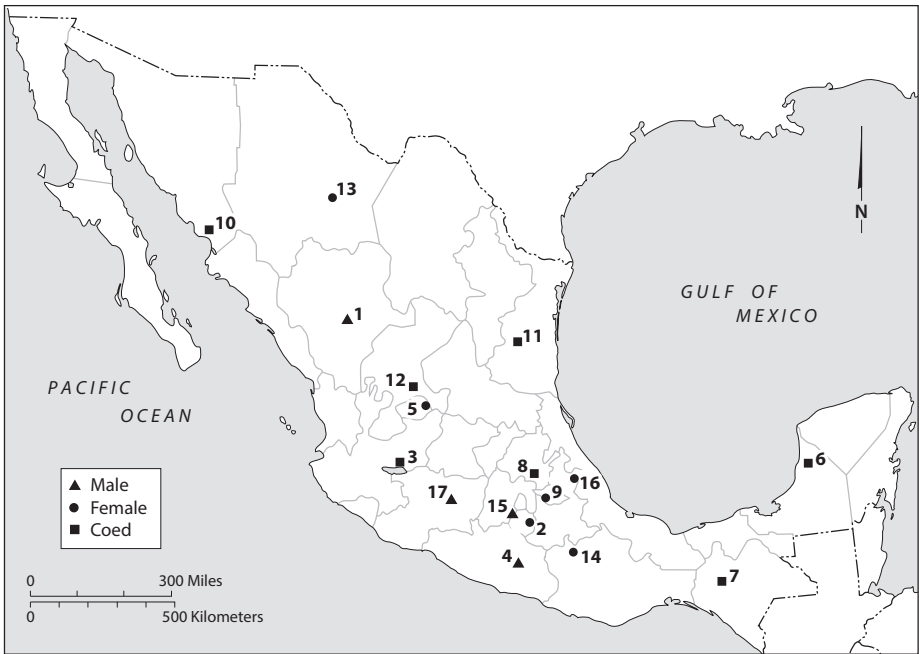 13
10
N
GULF OF
MEXICO
1
11
PACIFIC
OCEAN
12
5
3
8
16
6
Male
Female
Coed
17
9
15
2
4
14
7
0 300 Miles
0 500 Kilometers